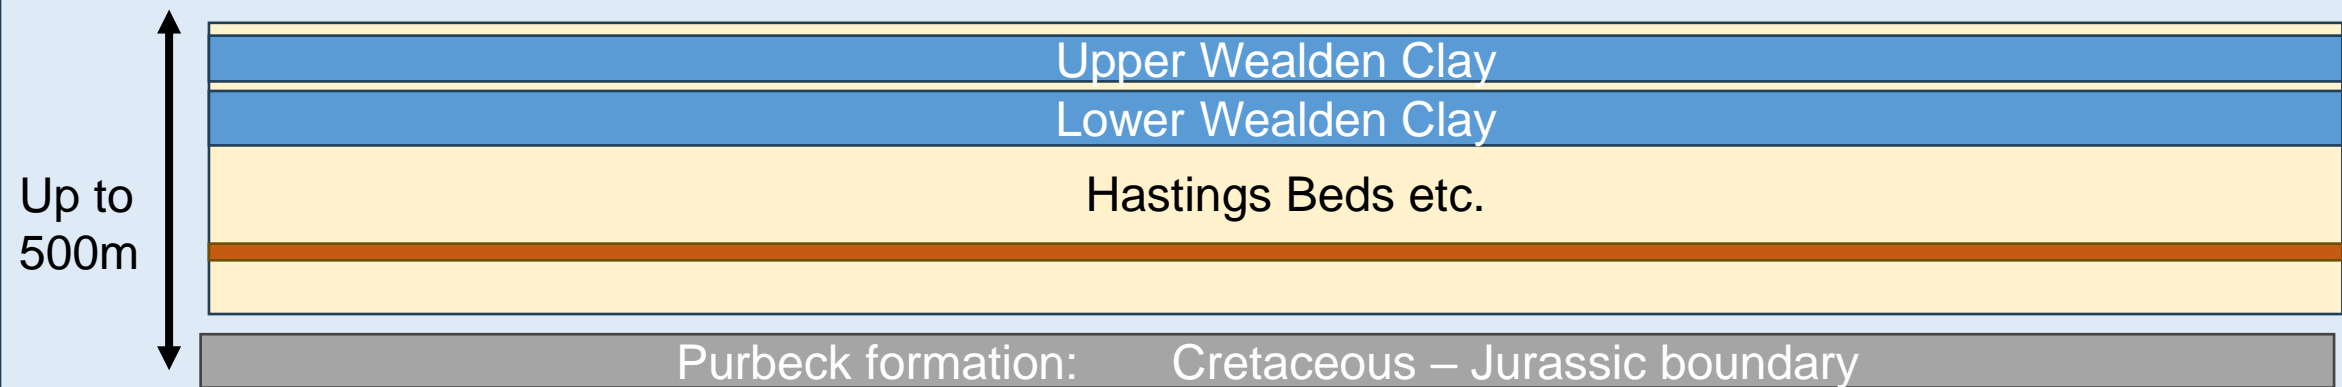 Upper Wealden Clay
Lower Wealden Clay
Hastings Beds etc.
Up to
500m
Purbeck formation: Cretaceous – Jurassic boundary